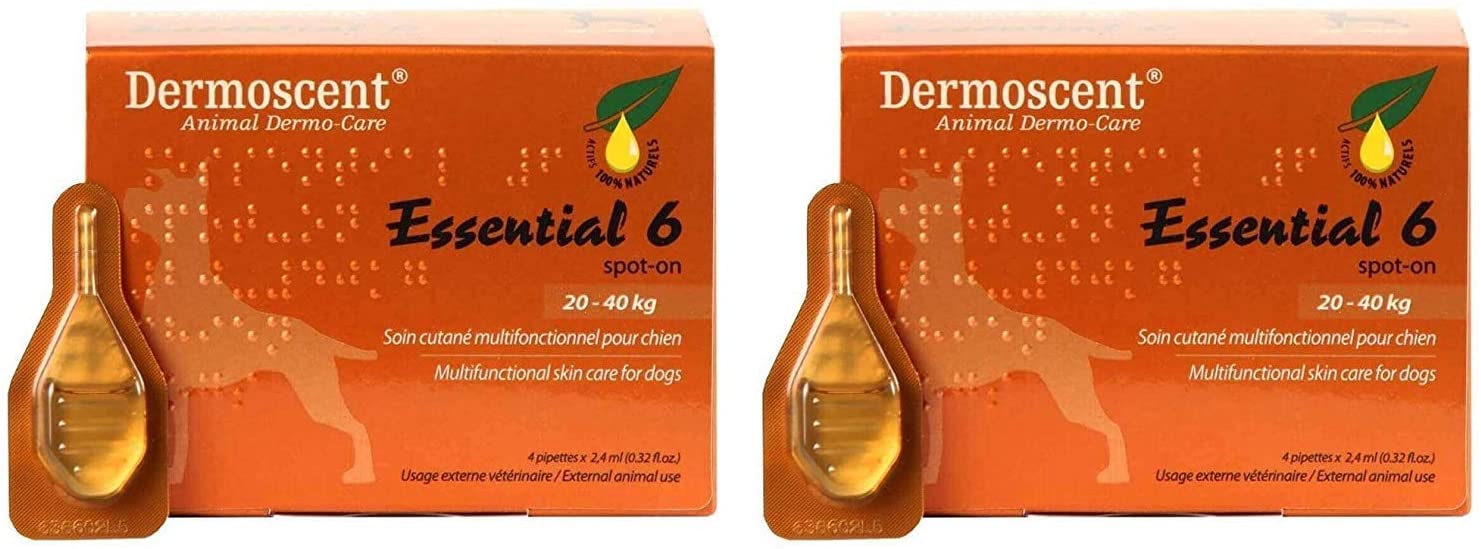 Dermoscent®
Animal Dermo-Care
ACTIFS 100% NATURELS
Essential 6
spot-on
20 - 40 kg
Soin cutané multifonctionnel pour chien
Multifunctional skin care for dogs
4 pipettes x 2,4 ml (0.32 fl.oz.)
Usage externe vétérinaire / External animal use
Dermoscent®
Animal Dermo-Care
ACTIFS 100% NATURELS
Essential 6
spot-on
20 - 40 kg
Soin cutané multifonctionnel pour chien
Multifunctional skin care for dogs
4 pipettes x 2,4 ml (0.32 fl.oz.)
Usage externe vétérinaire / External animal use